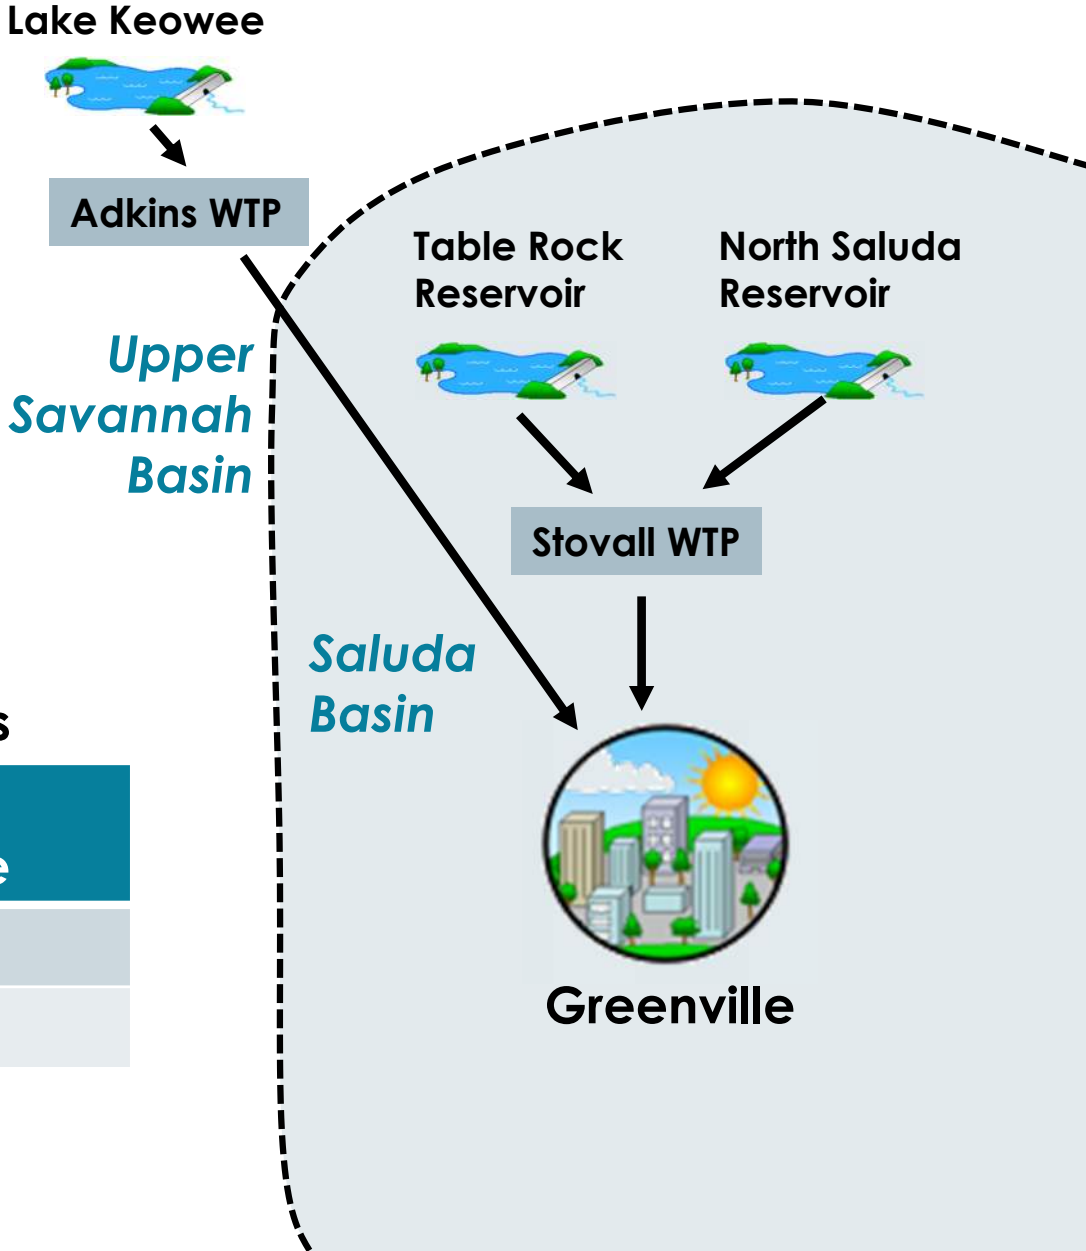 Lake Keowee
Adkins WTP
Table Rock
Reservoir
North Saluda
Reservoir
Upper
Savannah
Basin
Stovall WTP
Saluda
Basin
Greenville